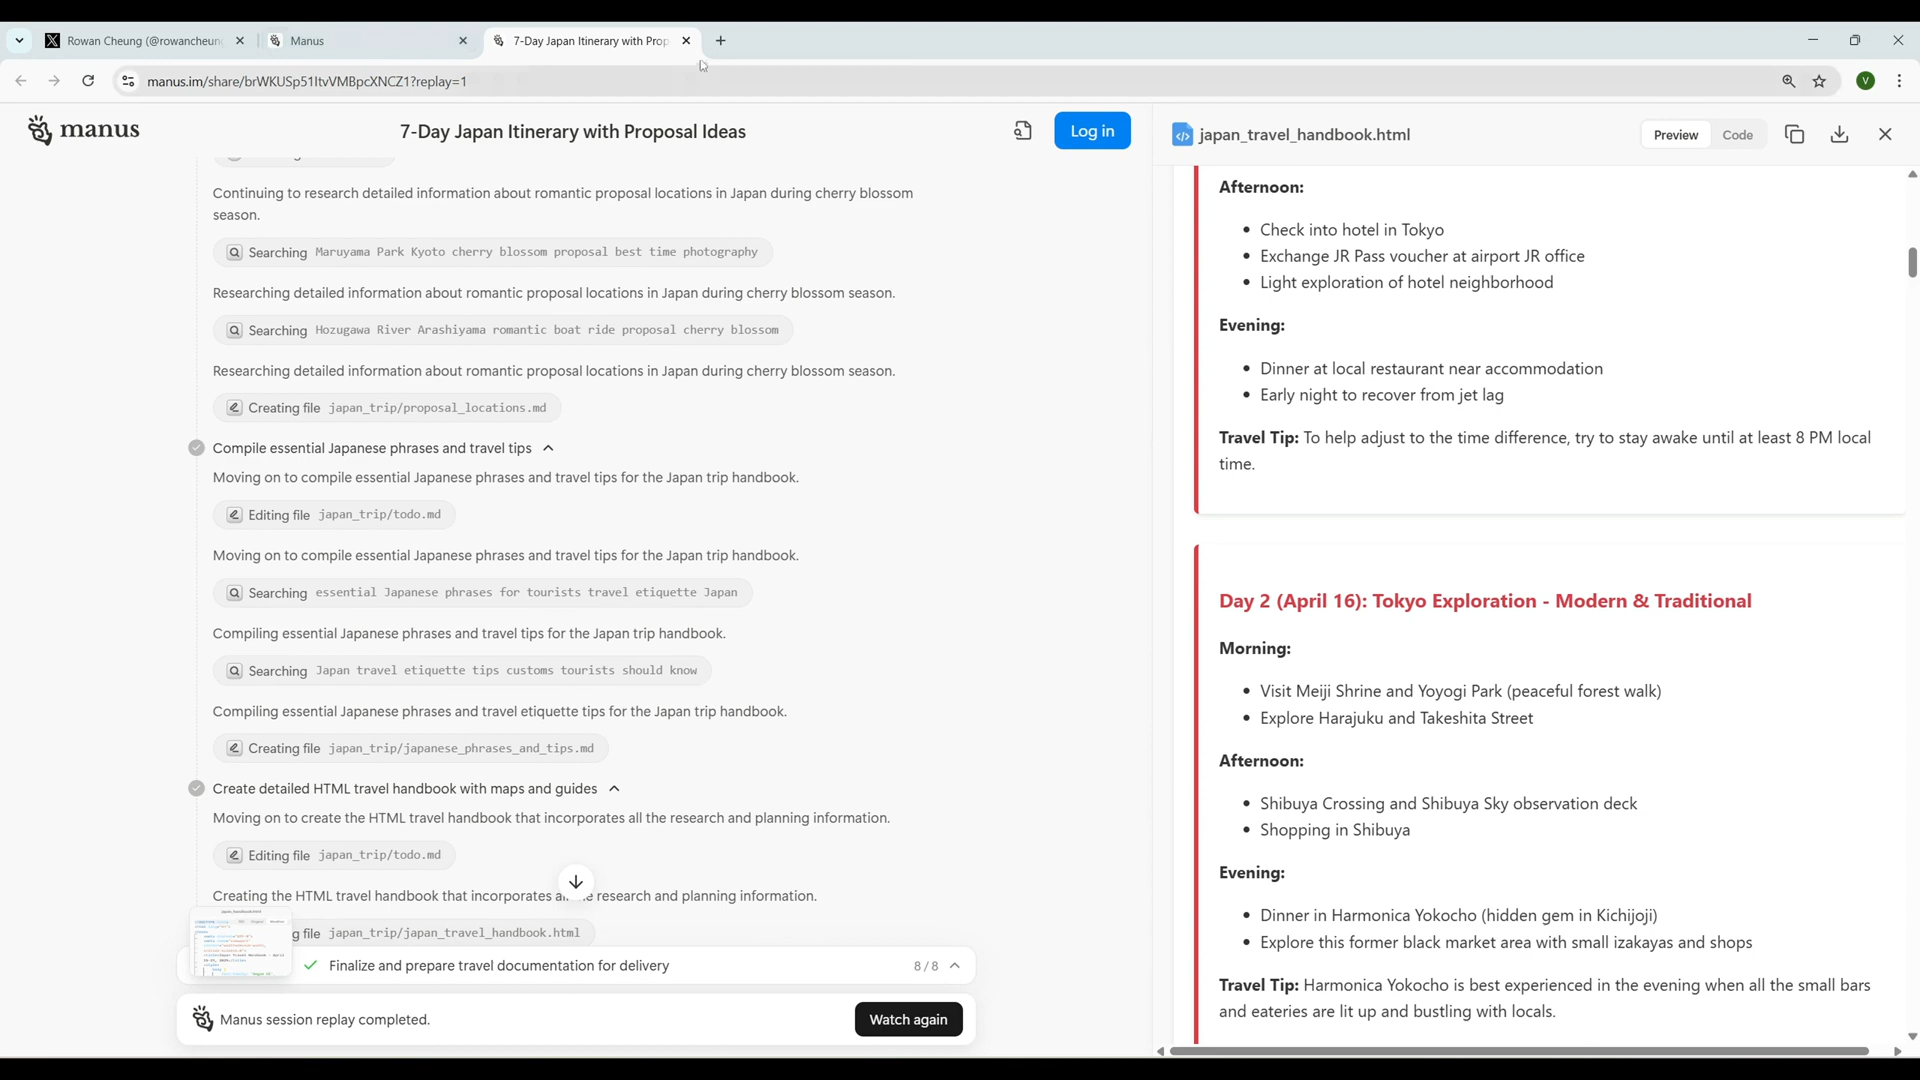 Rowan Cheung (@rowancheun
Manus
7-Day Japan Itinerary with Prop
manus.im/share/brWKUSp51ItvVMBpcXNCZ1?replay=1
V
manus
7-Day Japan Itinerary with Proposal Ideas
Log in
Continuing to research detailed information about romantic proposal locations in Japan during cherry blossom
season.
Searching Maruyama Park Kyoto cherry blossom proposal best time photography
Researching detailed information about romantic proposal locations in Japan during cherry blossom season.
Searching Hozugawa River Arashiyama romantic boat ride proposal cherry blossom
Researching detailed information about romantic proposal locations in Japan during cherry blossom season.
Creating file japan_trip/proposal_locations.md
Compile essential Japanese phrases and travel tips
Moving on to compile essential Japanese phrases and travel tips for the Japan trip handbook.
Editing file japan_trip/todo.md
Moving on to compile essential Japanese phrases and travel tips for the Japan trip handbook.
Searching essential Japanese phrases for tourists travel etiquette Japan
Compiling essential Japanese phrases and travel tips for the Japan trip handbook.
Searching Japan travel etiquette tips customs tourists should know
Compiling essential Japanese phrases and travel etiquette tips for the Japan trip handbook.
Creating file japan_trip/japanese_phrases_and_tips.md
Create detailed HTML travel handbook with maps and guides
Moving on to create the HTML travel handbook that incorporates all the research and planning information.
Editing file japan_trip/todo.md
Creating the HTML travel handbook that incorporates research and planning information.
g file japan_trip/japan_travel_handbook.html
Finalize and prepare travel documentation for delivery
8/8
Manus session replay completed.
Watch again
japan_travel_handbook.html
Preview
Code
Afternoon:
Check into hotel in Tokyo
Exchange JR Pass voucher at airport JR office
Light exploration of hotel neighborhood
Evening:
Dinner at local restaurant near accommodation
Early night to recover from jet lag
Travel Tip: To help adjust to the time difference, try to stay awake until at least 8 PM local
time.
Day 2 (April 16): Tokyo Exploration - Modern & Traditional
Morning:
Visit Meiji Shrine and Yoyogi Park (peaceful forest walk)
Explore Harajuku and Takeshita Street
Afternoon:
Shibuya Crossing and Shibuya Sky observation deck
Shopping in Shibuya
Evening:
Dinner in Harmonica Yokocho (hidden gem in Kichijoji)
Explore this former black market area with small izakayas and shops
Travel Tip: Harmonica Yokocho is best experienced in the evening when all the small bars
and eateries are lit up and bustling with locals.